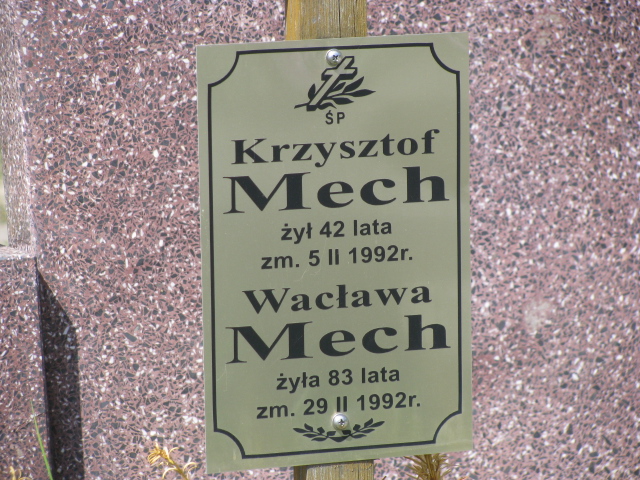 ŚP
Krzysztof
Mech
żył 42 lata
zm. 5 II 1992r.
Wacława
Mech
żyła 83 lata
zm. 29 II 1992r.